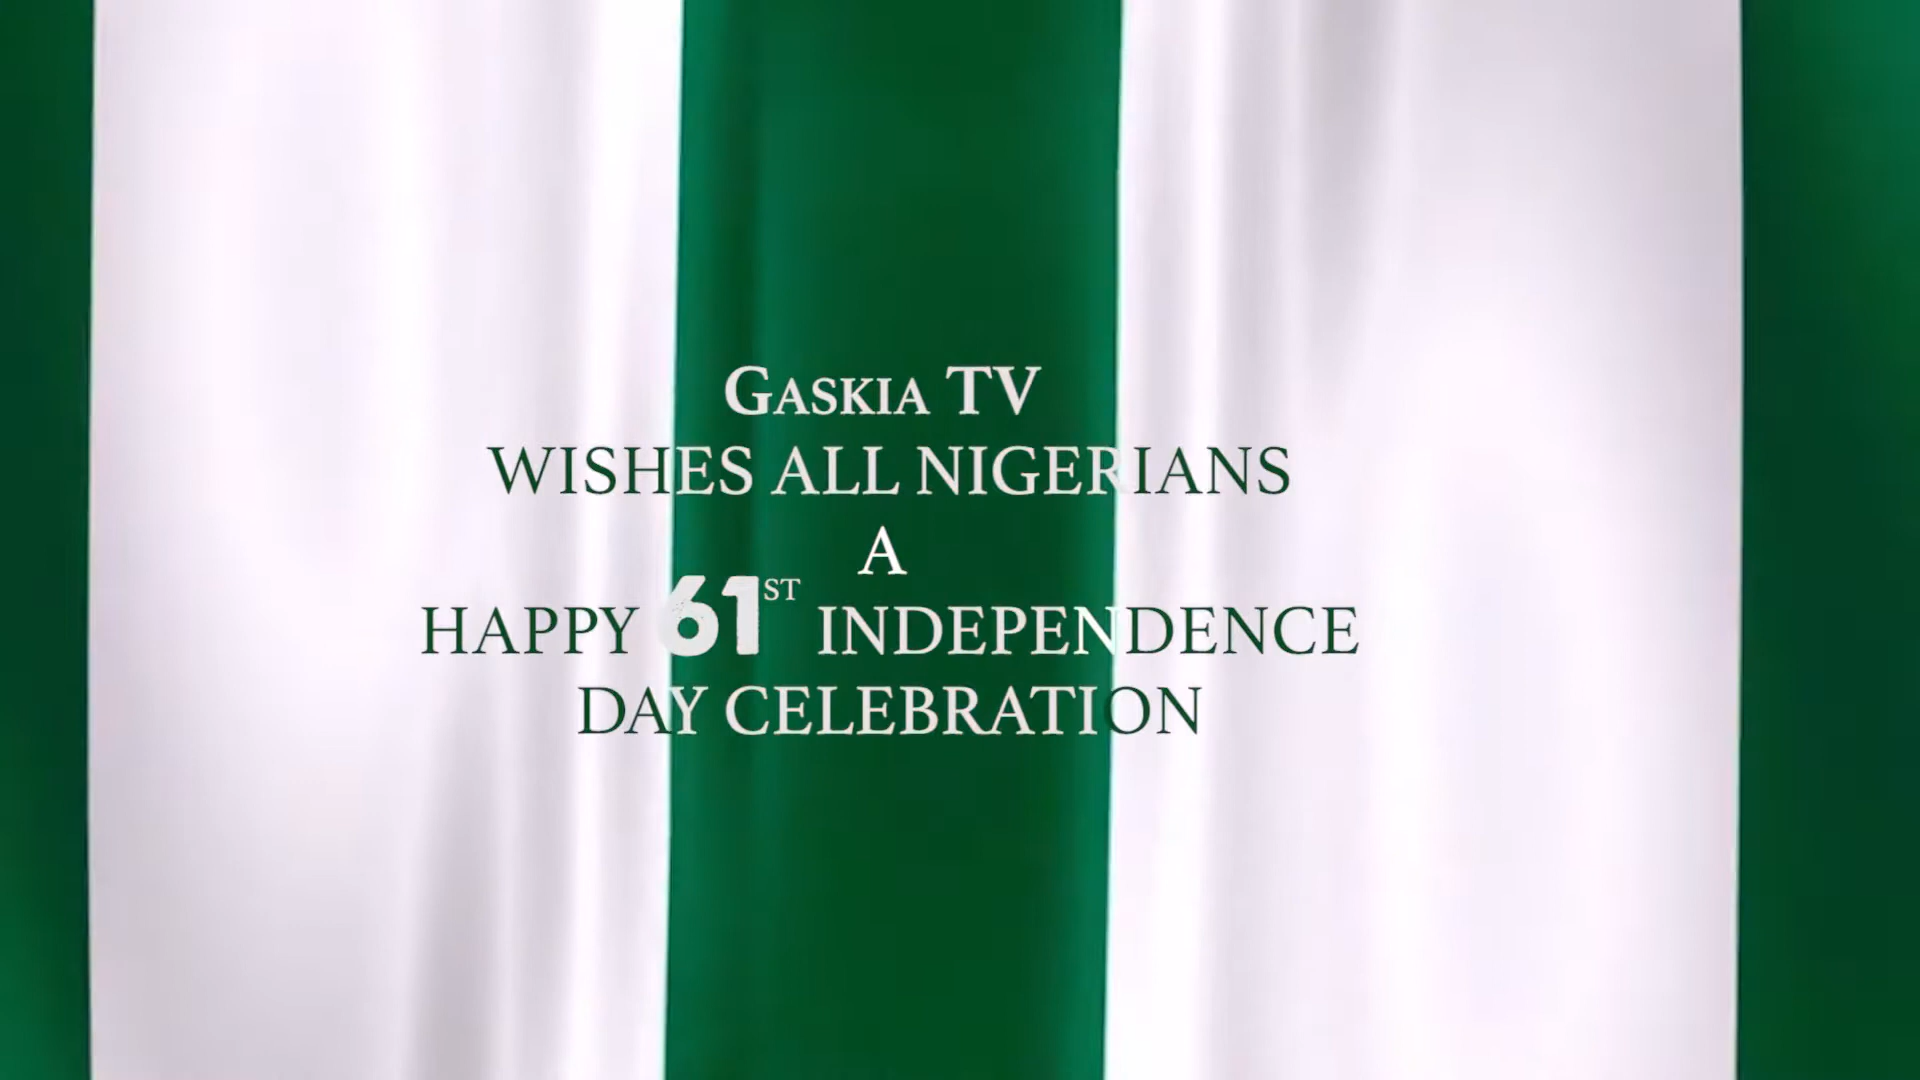 GASKIA TV
WISHES ALL NIGERIANS
A
HAPPY 61ST INDEPENDENCE
DAY CELEBRATION